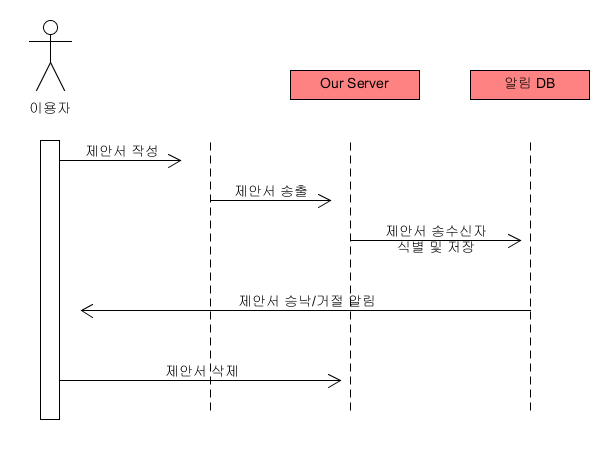 이용자
Our Server
알림 DB
제안서 작성
제안서 송출
제안서 송수신자
식별 및 저장
제안서 승낙/거절 알림
제안서 삭제